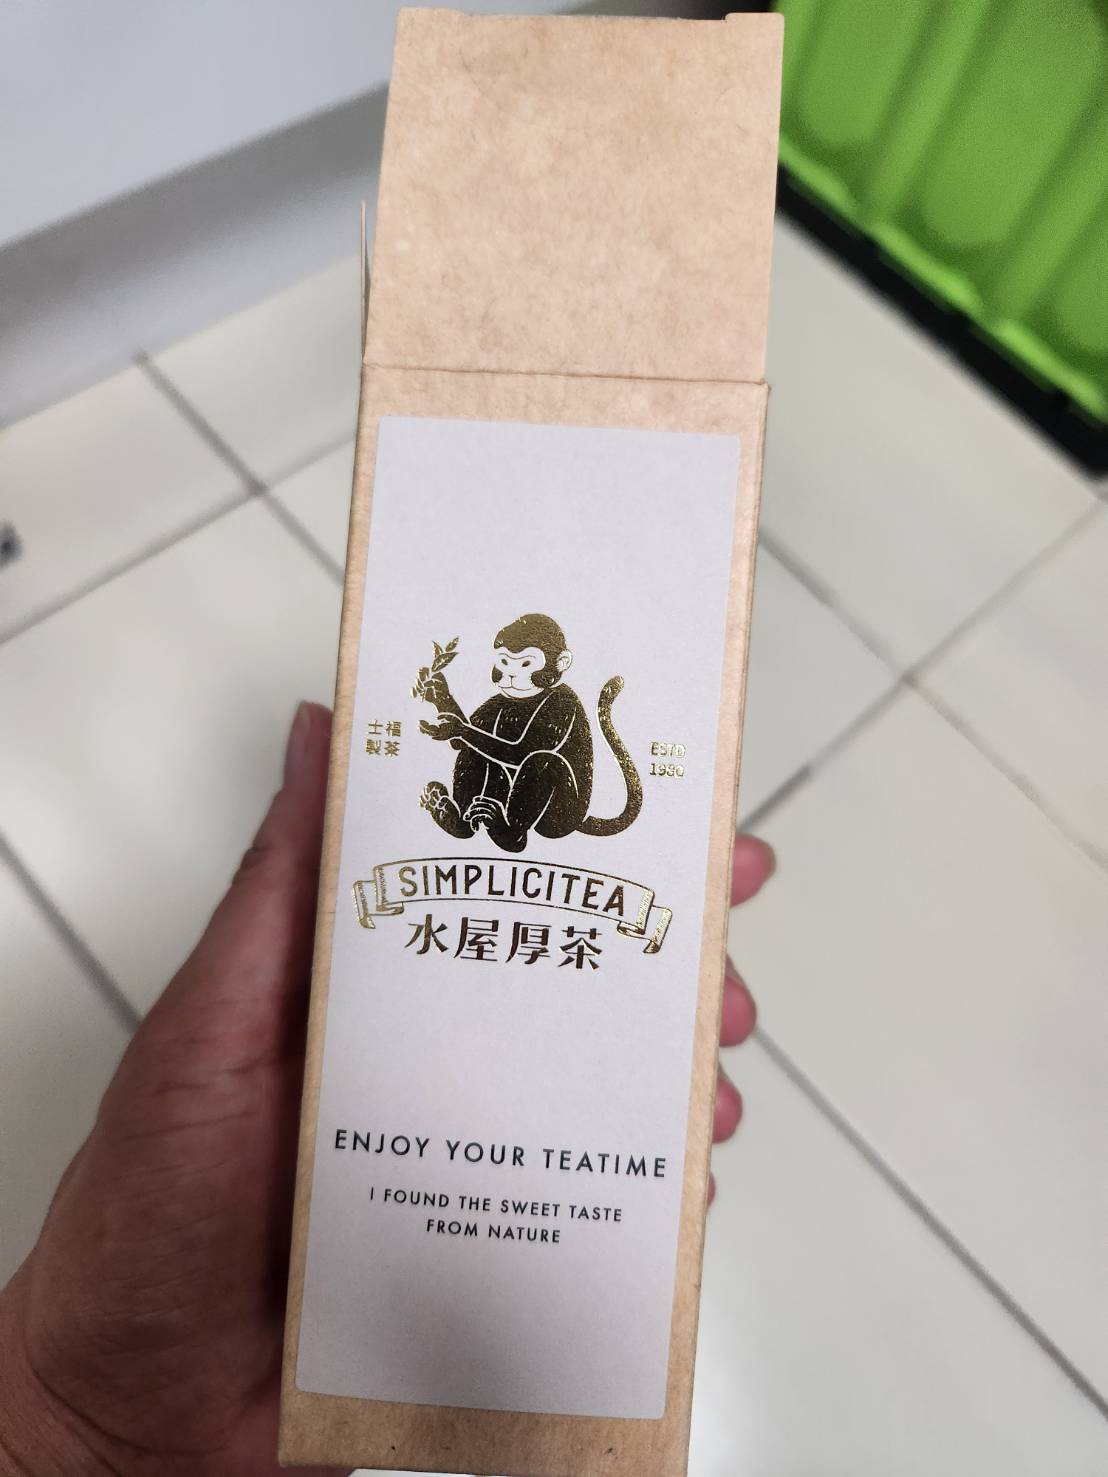 士福
製茶
ESTD
1980
SIMPLICITEA
水屋厚茶
ENJOY YOUR TEATIME
I FOUND THE SWEET TASTE
FROM NATURE